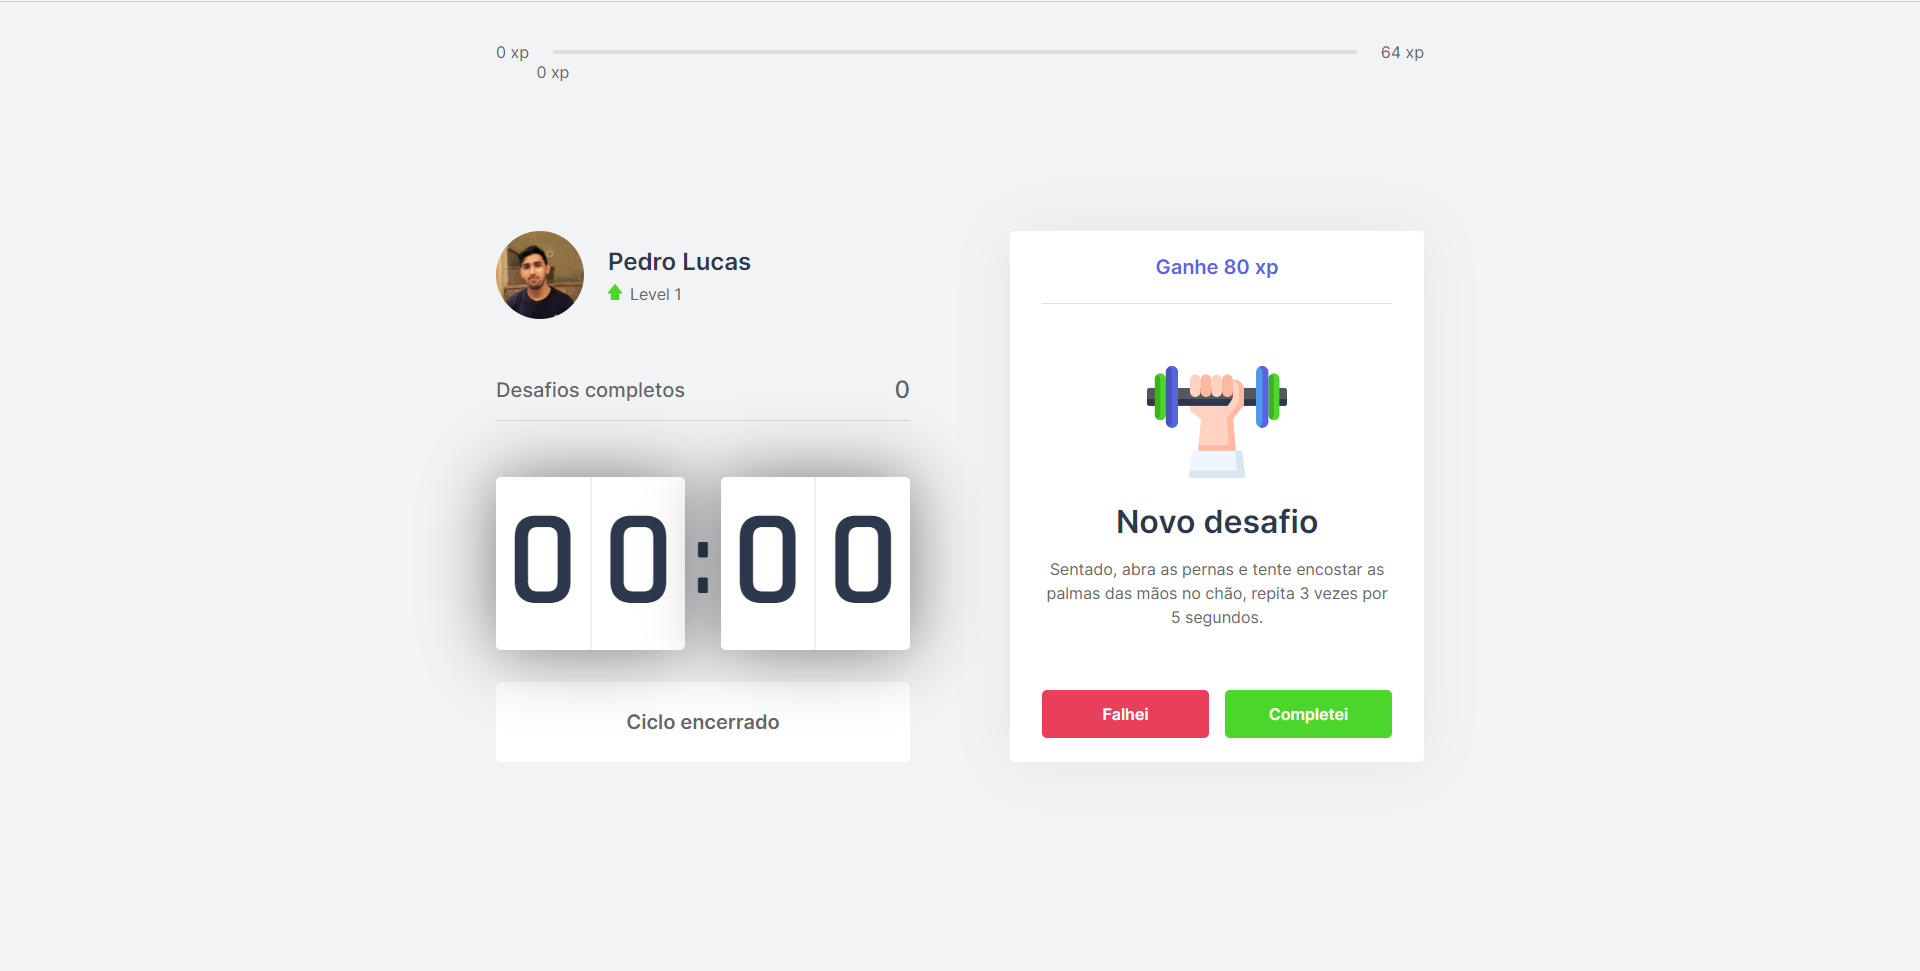 0 xp
64 xp
0 xp
Pedro Lucas
Level 1
Desafios completos
0
00:00
Ciclo encerrado
Ganhe 80 xp
Novo desafio
Sentado, abra as pernas e tente encostar as
palmas das mãos no chão, repita 3 vezes por
5 segundos.
Falhei
Completei